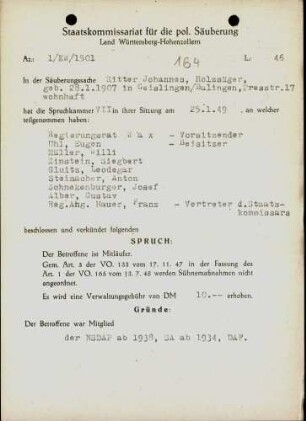 Staatskommissariat für die pol. Säuberung
Land Württemberg-Hohenzollern
Az.: 1/KW/1501 L: 46
164
In der Säuberungssache Ritter Johannes, Holzsäger,
geb. 28.1.1907 in Geislingen/Balingen,
wohnhaft
hat die Spruchkammer VII in ihrer Sitzung am 25.1.49 , an welcher
teilgenommen haben:
Regierungsrat W a x – Vorsitzender
Uhl, Eugen – Beisitzer
Müller, Willi
Einstein, Siegbert
Gluitz, Leodegar
Steinacher, Anton
Schnekenburger, Josef
Alber, Gustav
Reg.Ang. Hauer, Franz – Vertreter d.Staats-
kommissars
beschlossen und verkündet folgenden
SPRUCH:
Der Betroffene ist Mitläufer.
Gem. Art. 3 der VO. 133 vom 17. 11. 47 in der Fassung des
Art. 1 der VO. 165 vom 13. 7. 48 werden Sühnemaßnahmen nicht
angeordnet.
Es wird eine Verwaltungsgebühr von DM 10.-- erhoben.
Gründe:
Der Betroffene war Mitglied
der NSDAP ab 1938, SA ab 1934, DAF.